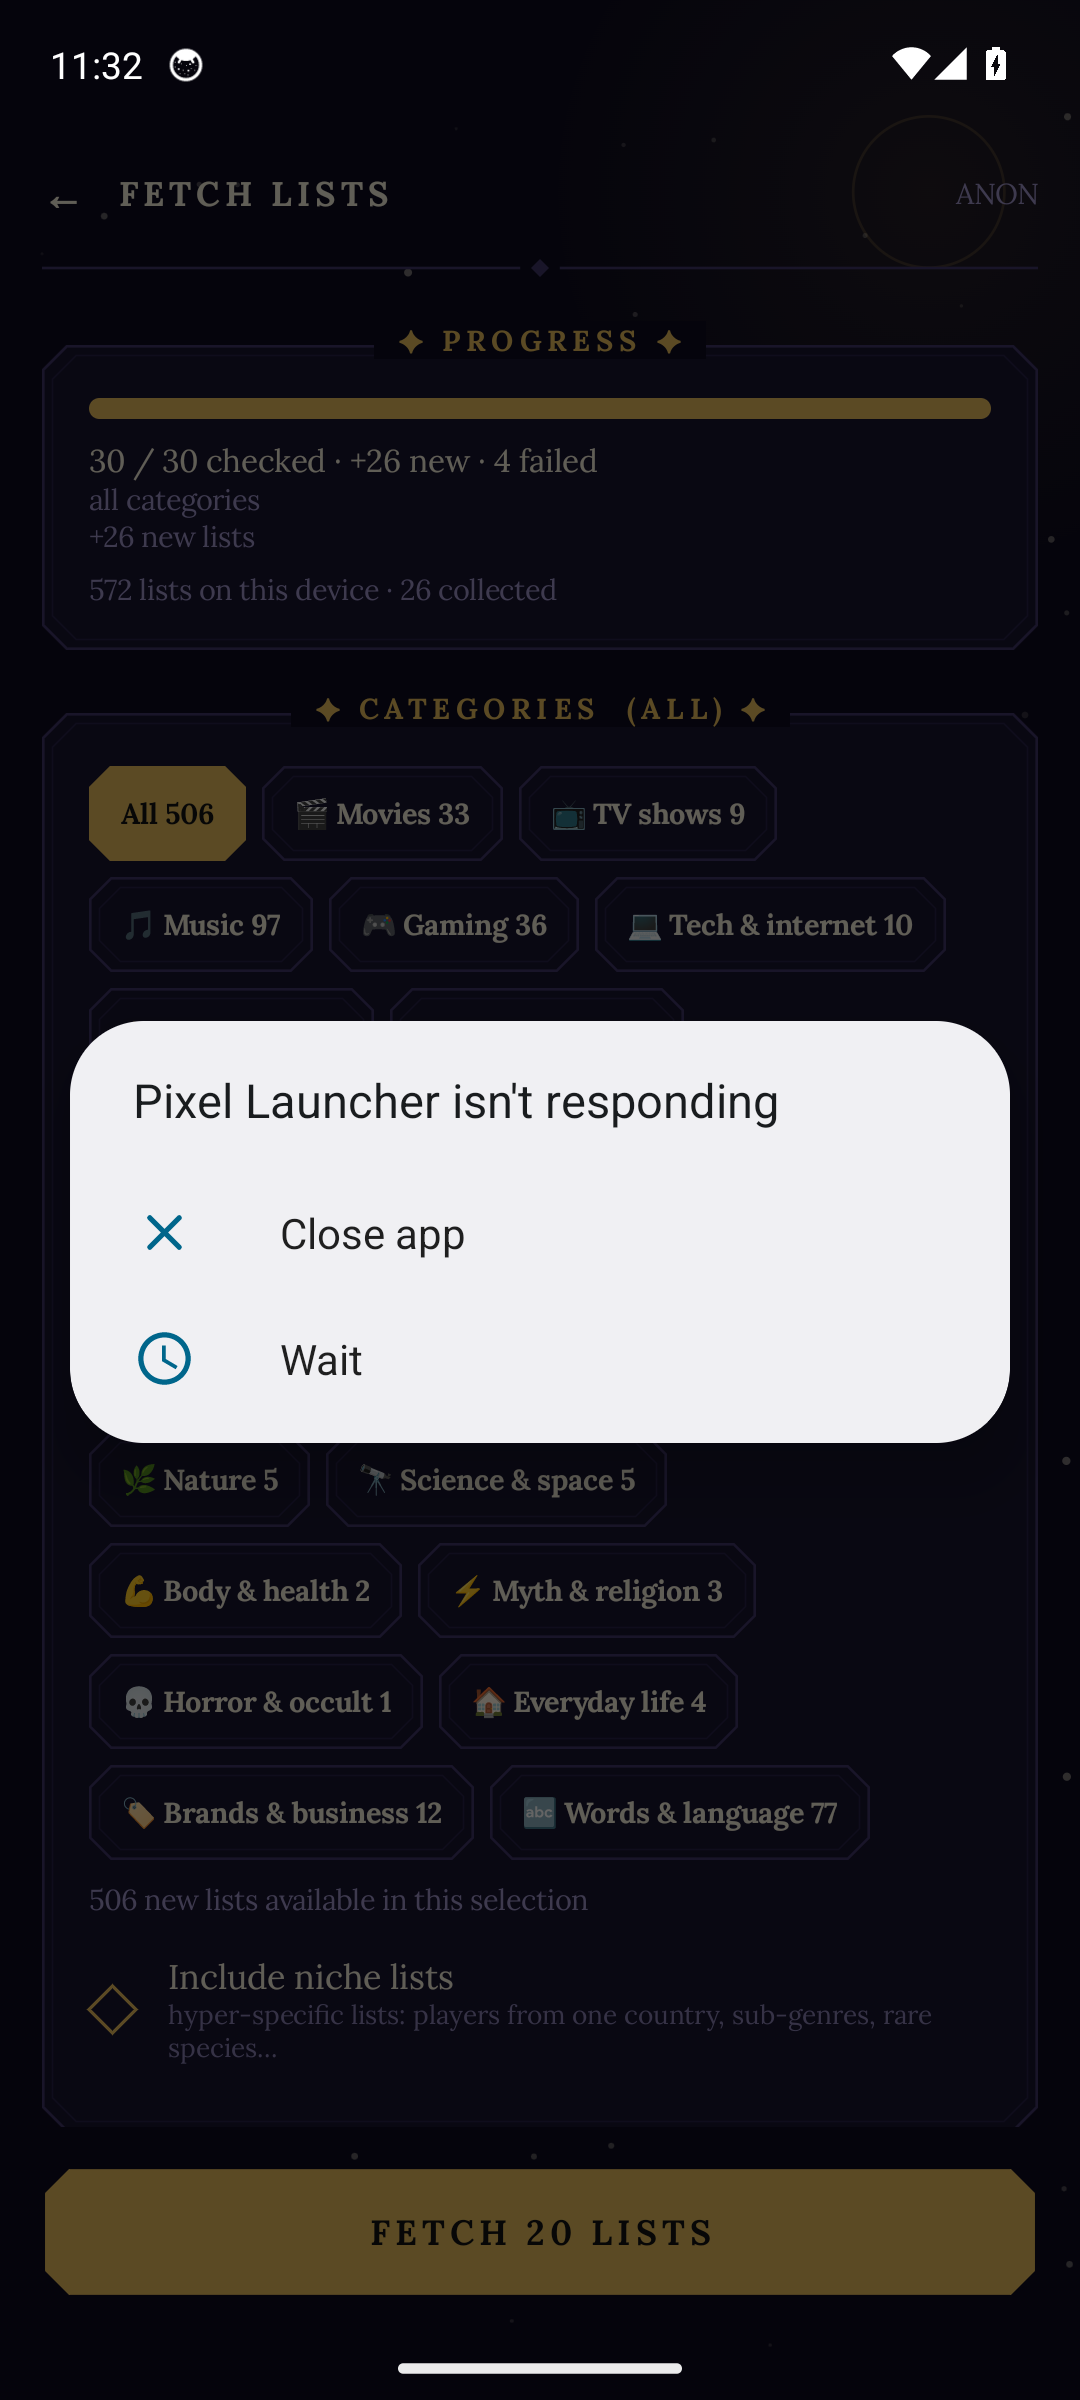 11:32
← FETCH LISTS
ANON
PROGRESS
30 / 30 checked · +26 new · 4 failed
all categories
+26 new lists
572 lists on this device · 26 collected
CATEGORIES (ALL)
All 506
Movies 33
TV shows 9
Music 97
Gaming 36
Tech & internet 10
Pixel Launcher isn't responding
Close app
Wait
Nature 5
Science & space 5
Body & health 2
Myth & religion 3
Horror & occult 1
Everyday life 4
Brands & business 12
abc Words & language 77
506 new lists available in this selection
Include niche lists
hyper-specific lists: players from one country, sub-genres, rare
species...
FETCH 20 LISTS